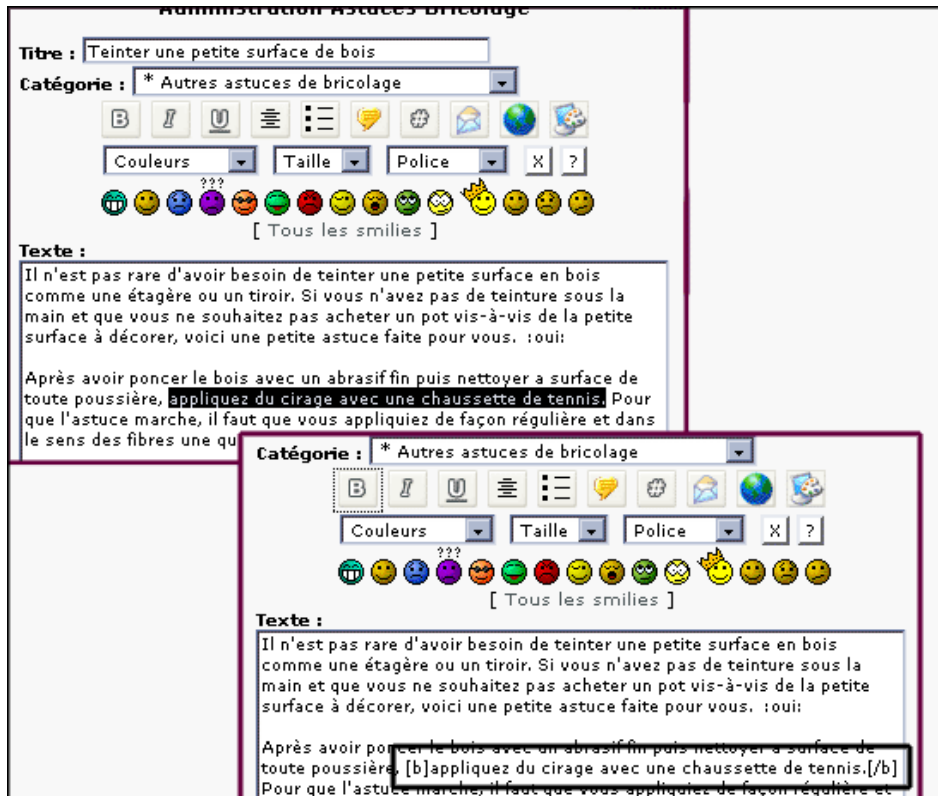 Administration Astuces Bricolage
Titre : Teinter une petite surface de bois
Catégorie : * Autres astuces de bricolage
B I U #
Couleurs Taille Police X ?
???
[ Tous les smilies ]
Texte :
Il n'est pas rare d'avoir besoin de teinter une petite surface en bois
comme une étagère ou un tiroir. Si vous n'avez pas de teinture sous la
main et que vous ne souhaitez pas acheter un pot vis-à-vis de la petite
surface à décorer, voici une petite astuce faite pour vous. :oui:
Après avoir poncer le bois avec un abrasif fin puis nettoyer a surface de
toute poussière, appliquez du cirage avec une chaussette de tennis. Pour
que l'astuce marche, il faut que vous appliquiez de façon régulière et dans
le sens des fibres une qu
Catégorie : * Autres astuces de bricolage
B I U #
Couleurs Taille Police X ?
???
[ Tous les smilies ]
Texte :
Il n'est pas rare d'avoir besoin de teinter une petite surface en bois
comme une étagère ou un tiroir. Si vous n'avez pas de teinture sous la
main et que vous ne souhaitez pas acheter un pot vis-à-vis de la petite
surface à décorer, voici une petite astuce faite pour vous. :oui:
Après avoir poncer le bois avec un abrasif fin puis nettoyer a surface de
toute poussière, [b]appliquez du cirage avec une chaussette de tennis.[/b]
Pour que l'astuce marche, il faut que vous appliquiez de façon régulière et